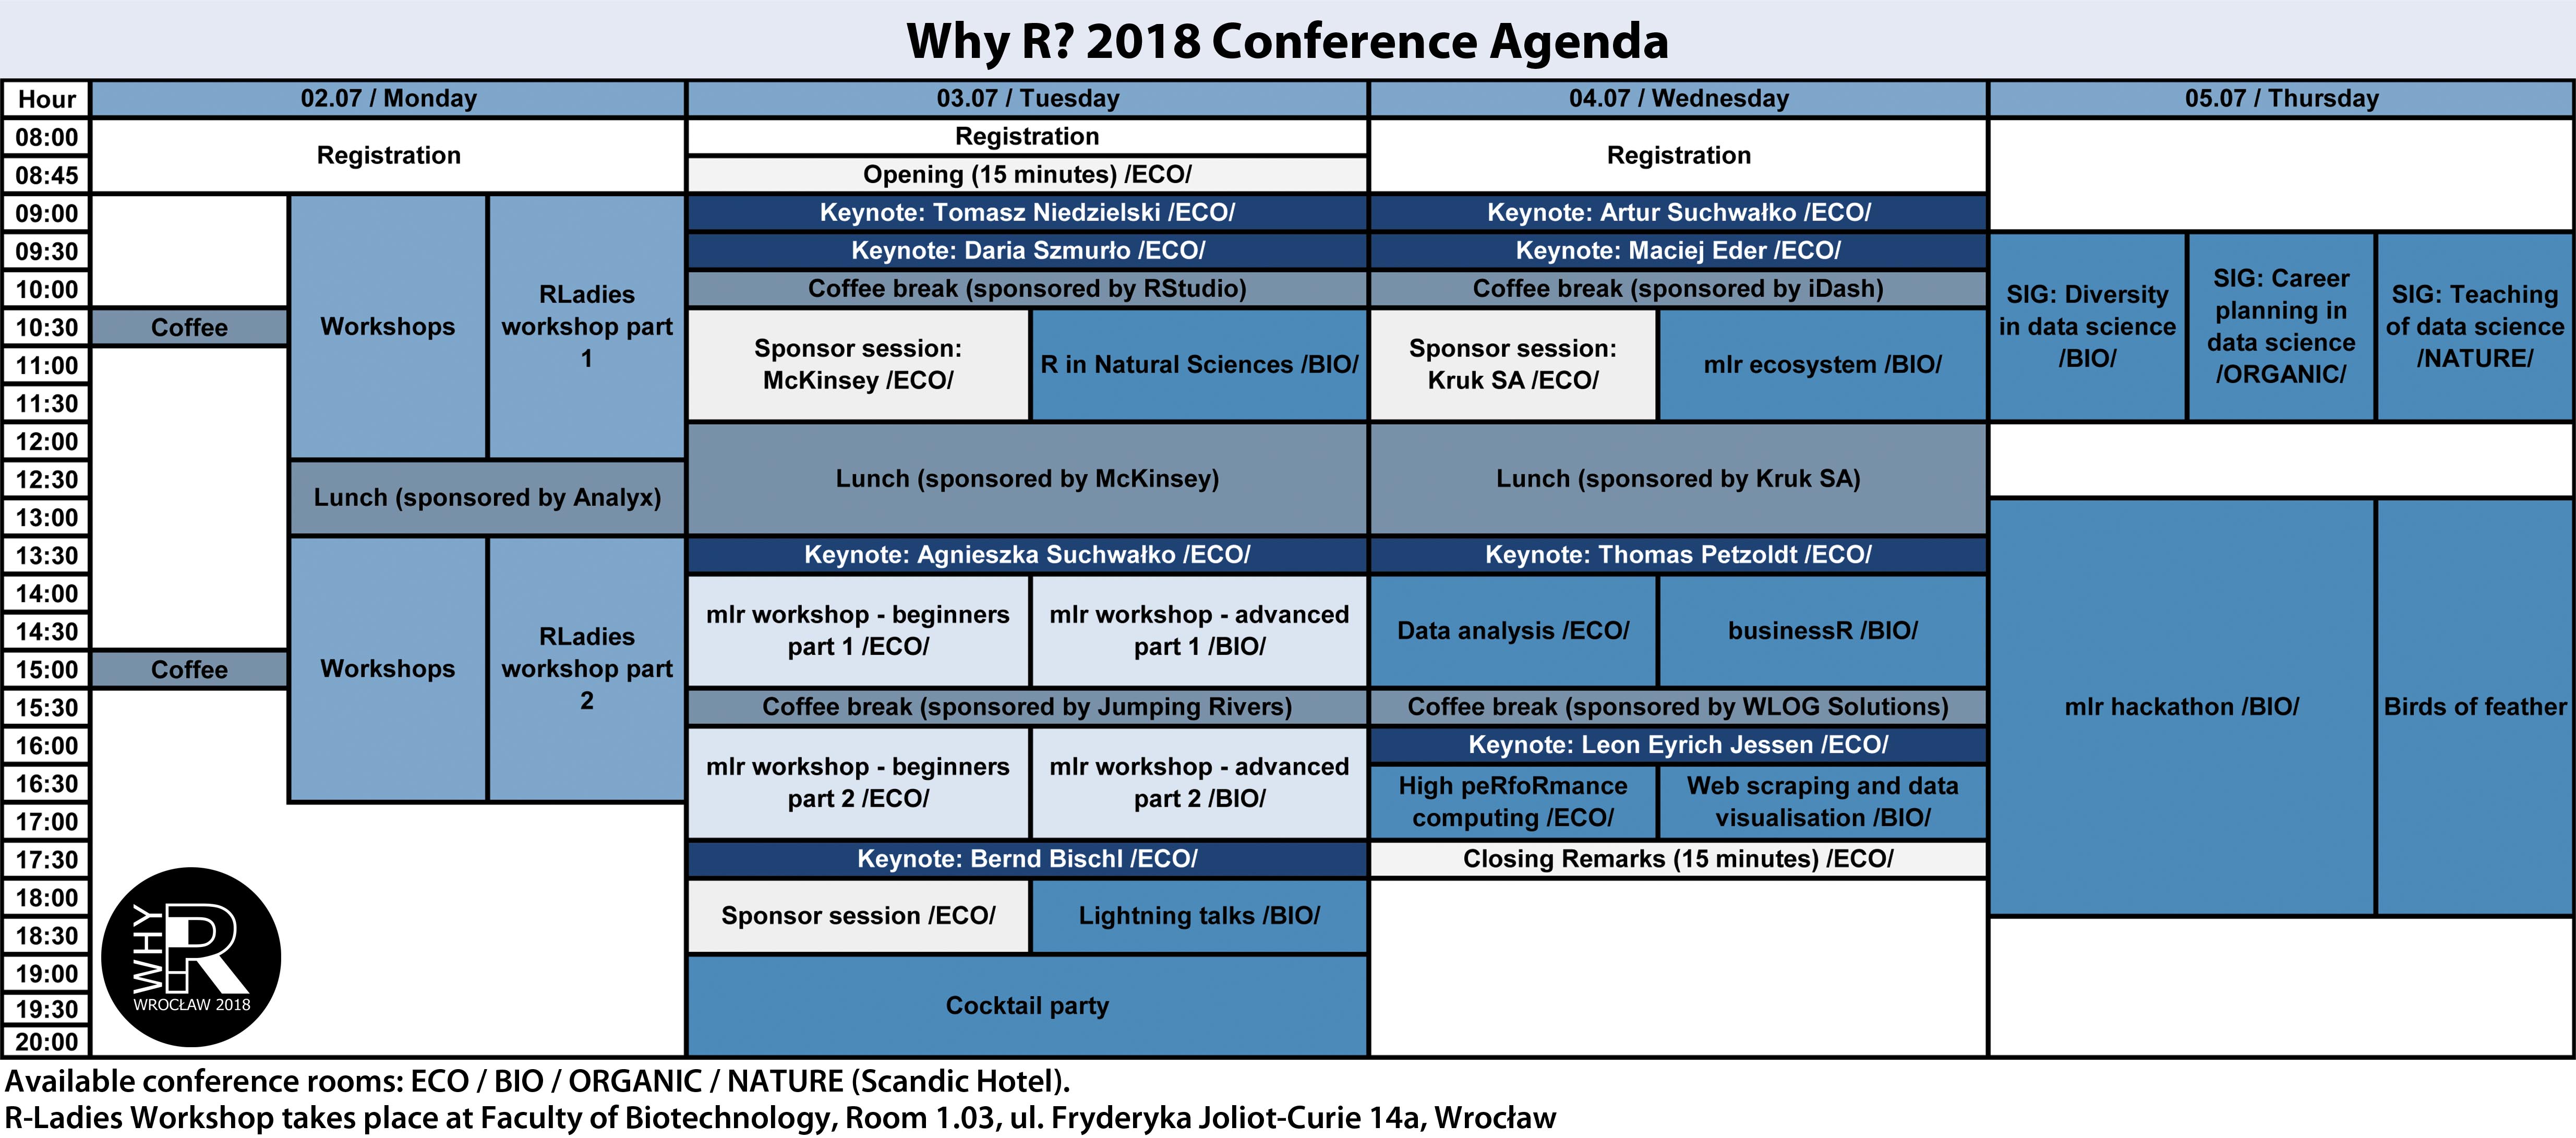 Why R? 2018 Conference Agenda
Hour
02.07 / Monday
03.07 / Tuesday
04.07 / Wednesday
05.07 / Thursday
08:00
08:45
09:00
09:30
10:00
10:30
11:00
11:30
12:00
12:30
13:00
13:30
14:00
14:30
15:00
15:30
16:00
16:30
17:00
17:30
18:00
18:30
19:00
19:30
20:00
Registration
Coffee
Coffee
Workshops
RLadies
workshop part
1
Lunch (sponsored by Analyx)
Workshops
RLadies
workshop part
2
WHY
R
WROCŁAW 2018
Registration
Opening (15 minutes) /ECO/
Keynote: Tomasz Niedzielski /ECO/
Keynote: Daria Szmurło /ECO/
Coffee break (sponsored by RStudio)
Sponsor session:
McKinsey /ECO/
R in Natural Sciences /BIO/
Lunch (sponsored by McKinsey)
Keynote: Agnieszka Suchwałko /ECO/
mlr workshop - beginners
part 1 /ECO/
mlr workshop - advanced
part 1 /BIO/
Coffee break (sponsored by Jumping Rivers)
mlr workshop - beginners
part 2 /ECO/
mlr workshop - advanced
part 2 /BIO/
Keynote: Bernd Bischl /ECO/
Sponsor session /ECO/
Lightning talks /BIO/
Cocktail party
Registration
Keynote: Artur Suchwałko /ECO/
Keynote: Maciej Eder /ECO/
Coffee break (sponsored by iDash)
Sponsor session:
Kruk SA /ECO/
mlr ecosystem /BIO/
Lunch (sponsored by Kruk SA)
Keynote: Thomas Petzoldt /ECO/
Data analysis /ECO/
businessR /BIO/
Coffee break (sponsored by WLOG Solutions)
Keynote: Leon Eyrich Jessen /ECO/
High peRfoRmance
computing /ECO/
Web scraping and data
visualisation /BIO/
Closing Remarks (15 minutes) /ECO/
SIG: Diversity
in data science
/BIO/
SIG: Career
planning in
data science
/ORGANIC/
SIG: Teaching
of data science
/NATURE/
mlr hackathon /BIO/
Birds of feather
Available conference rooms: ECO / BIO / ORGANIC / NATURE (Scandic Hotel).
R-Ladies Workshop takes place at Faculty of Biotechnology, Room 1.03, ul. Fryderyka Joliot-Curie 14a, Wrocław